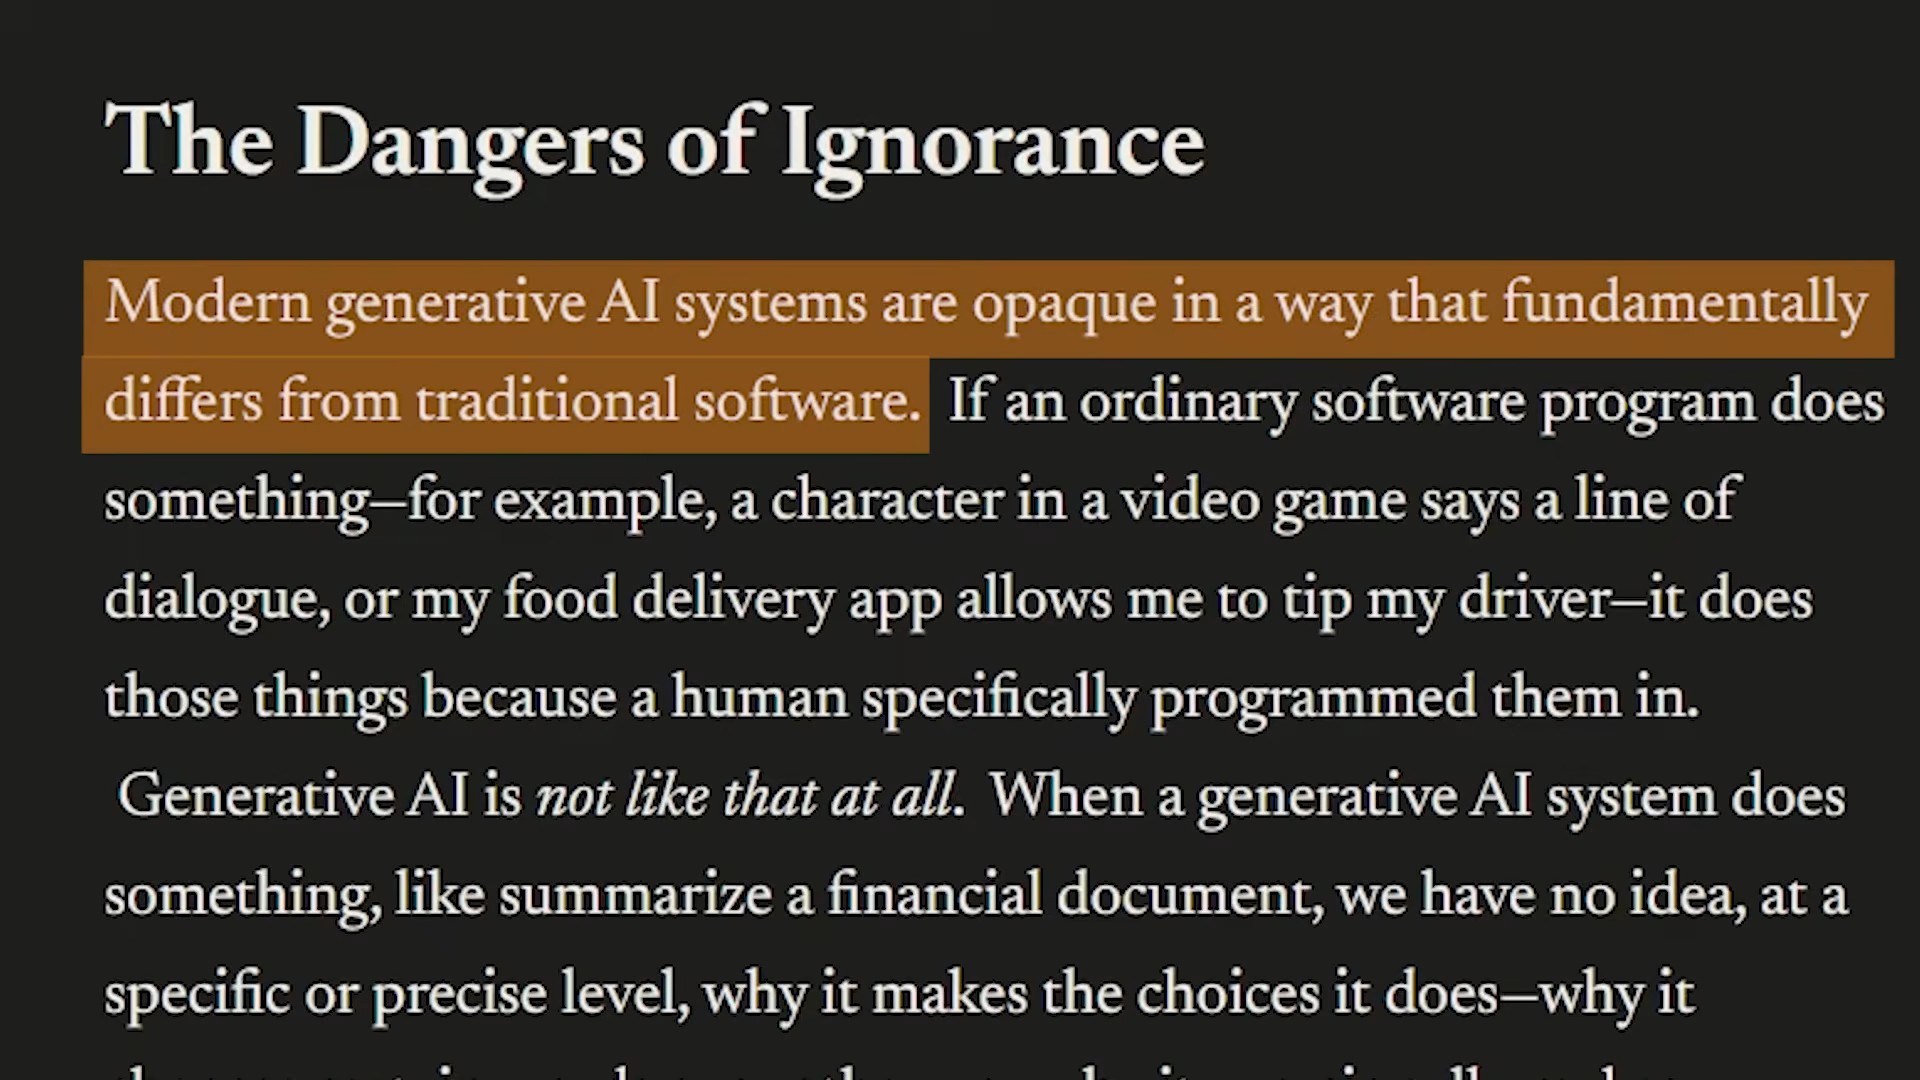 The Dangers of Ignorance
Modern generative AI systems are opaque in a way that fundamentally
differs from traditional software. If an ordinary software program does
something—for example, a character in a video game says a line of
dialogue, or my food delivery app allows me to tip my driver—it does
those things because a human specifically programmed them in.
Generative AI is not like that at all. When a generative AI system does
something, like summarize a financial document, we have no idea, at a
specific or precise level, why it makes the choices it does—why it